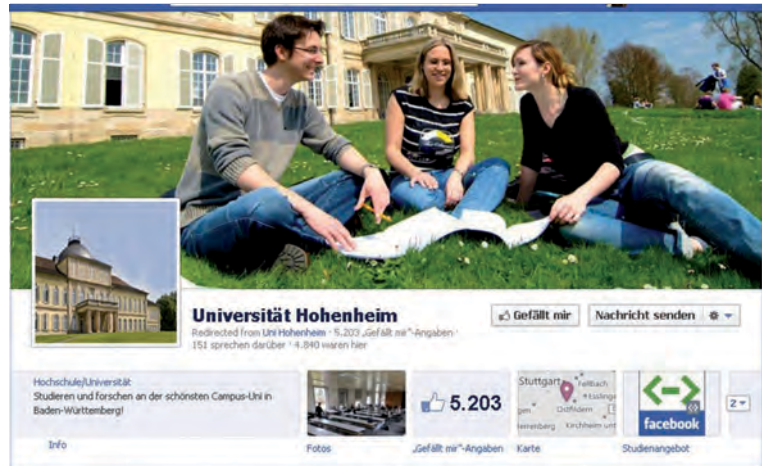 Universität Hohenheim
Redirected from Uni Hohenheim · 5.203 „Gefällt mir"-Angaben ·
151 sprechen darüber · 4.840 waren hier
Gefällt mir
Nachricht senden
Hochschule/Universität
Studieren und forschen an der schönsten Campus-Uni in
Baden-Württemberg!
Info
Fotos
5.203
„Gefällt mir"-Angaben
Stuttgart
Fellbach
Ostfildern
Kirchheim unt
Karte
facebook
Studienangebot
2